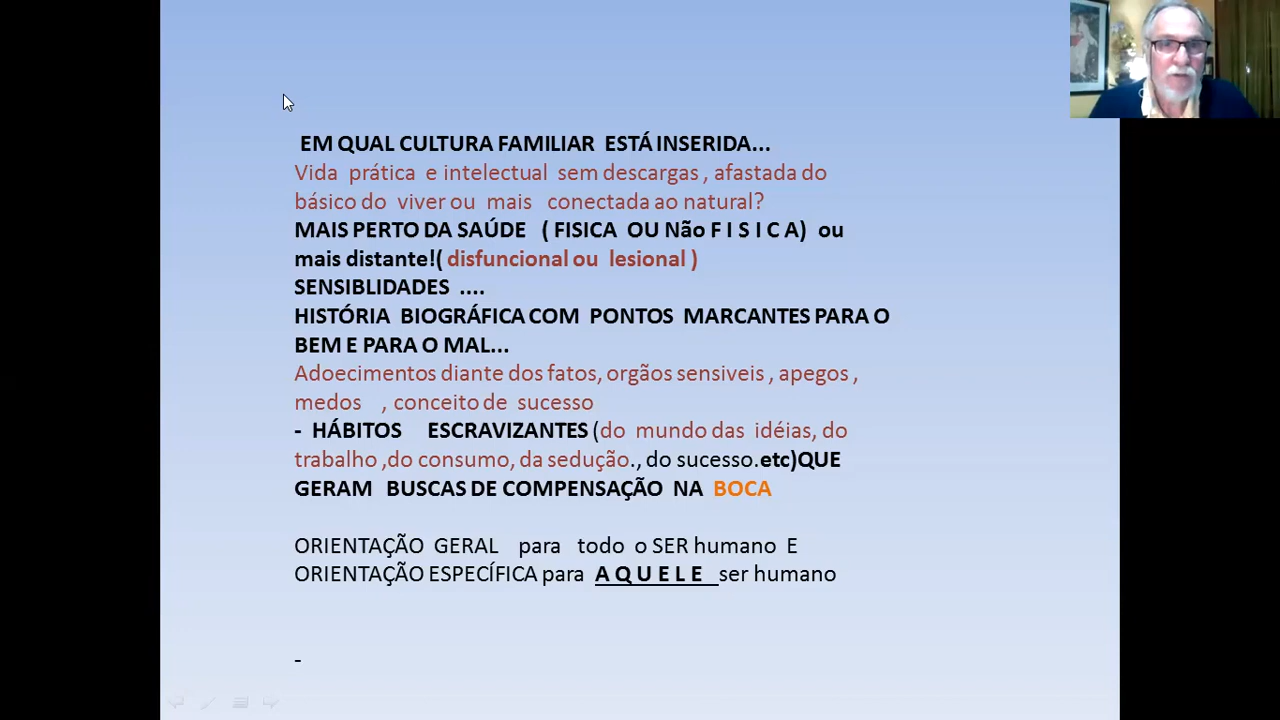 EM QUAL CULTURA FAMILIAR ESTÁ INSERIDA...
Vida prática e intelectual sem descargas , afastada do
básico do viver ou mais conectada ao natural?
MAIS PERTO DA SAÚDE ( FISICA OU Não F I S I C A) ou
mais distante!( disfuncional ou lesional )
SENSIBLIDADES ....
HISTÓRIA BIOGRÁFICA COM PONTOS MARCANTES PARA O
BEM E PARA O MAL...
Adoecimentos diante dos fatos, orgãos sensiveis , apegos ,
medos , conceito de sucesso
- HÁBITOS ESCRAVIZANTES (do mundo das idéias, do
trabalho ,do consumo, da sedução., do sucesso.etc)QUE
GERAM BUSCAS DE COMPENSAÇÃO NA BOCA
ORIENTAÇÃO GERAL para todo o SER humano E
ORIENTAÇÃO ESPECÍFICA para A Q U E L E ser humano
-